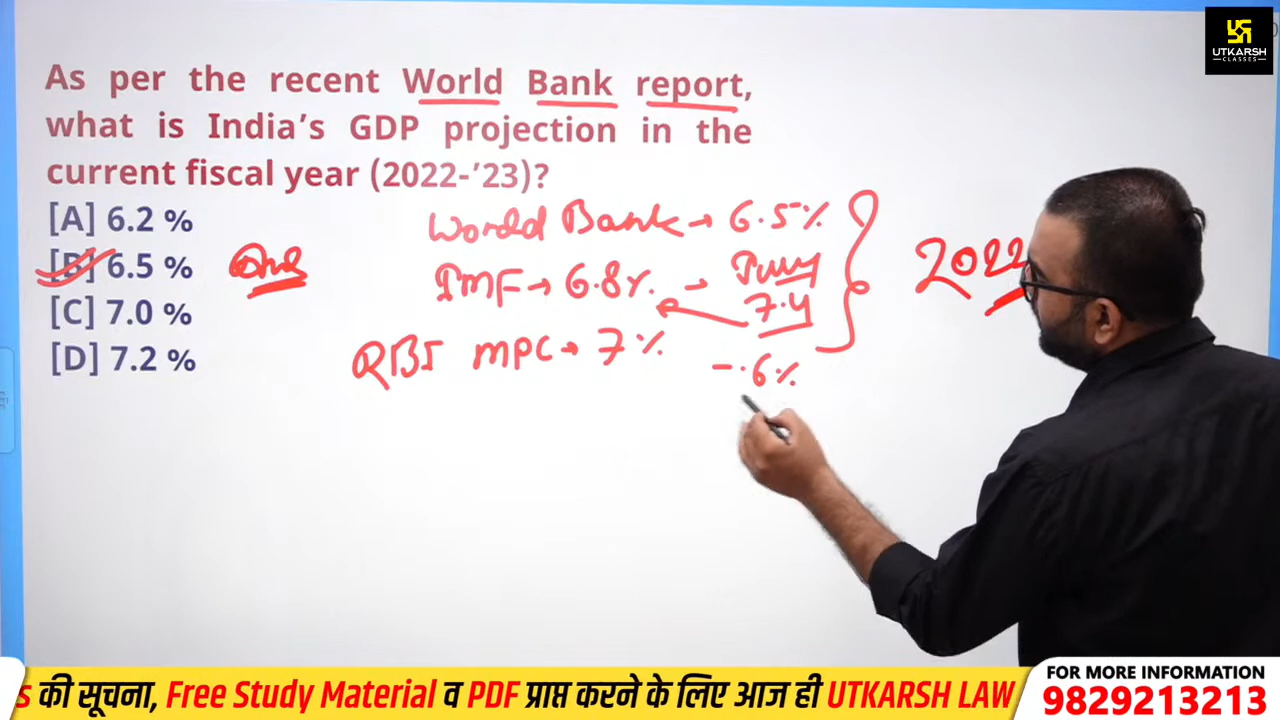 UTKARSH
CLASSES
As per the recent World Bank report,
what is India's GDP projection in the
current fiscal year (2022-'23)?
[A] 6.2 %
[B] 6.5 %
[C] 7.0 %
[D] 7.2 %
World Bank → 6.5%
IMF → 6.8%. →
7.4
RBI MPC → 7%
-.6%
2022
की सूचना, Free Study Material व PDF प्राप्त करने के लिए आज ही UTKARSH LAW
FOR MORE INFORMATION
9829213213